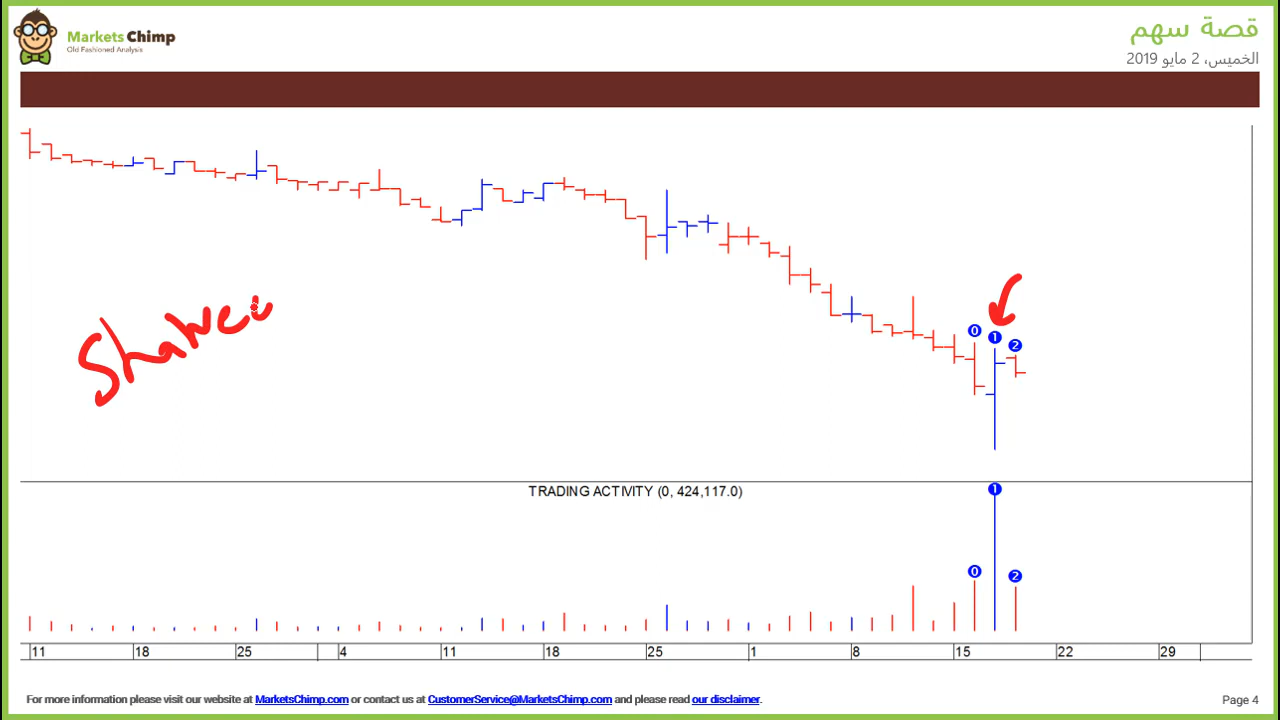 Markets Chimp
Old Fashioned Analysis
قصة سهم
الخميس، 2 مايو 2019
0
1
2
TRADING ACTIVITY (0, 424,117.0)
1
0
2
11 18 25 4 11 18 25 1 8 15 22 29
For more information please visit our website at MarketsChimp.com or contact us at CustomerService@MarketsChimp.com and please read our disclaimer.
Page 4